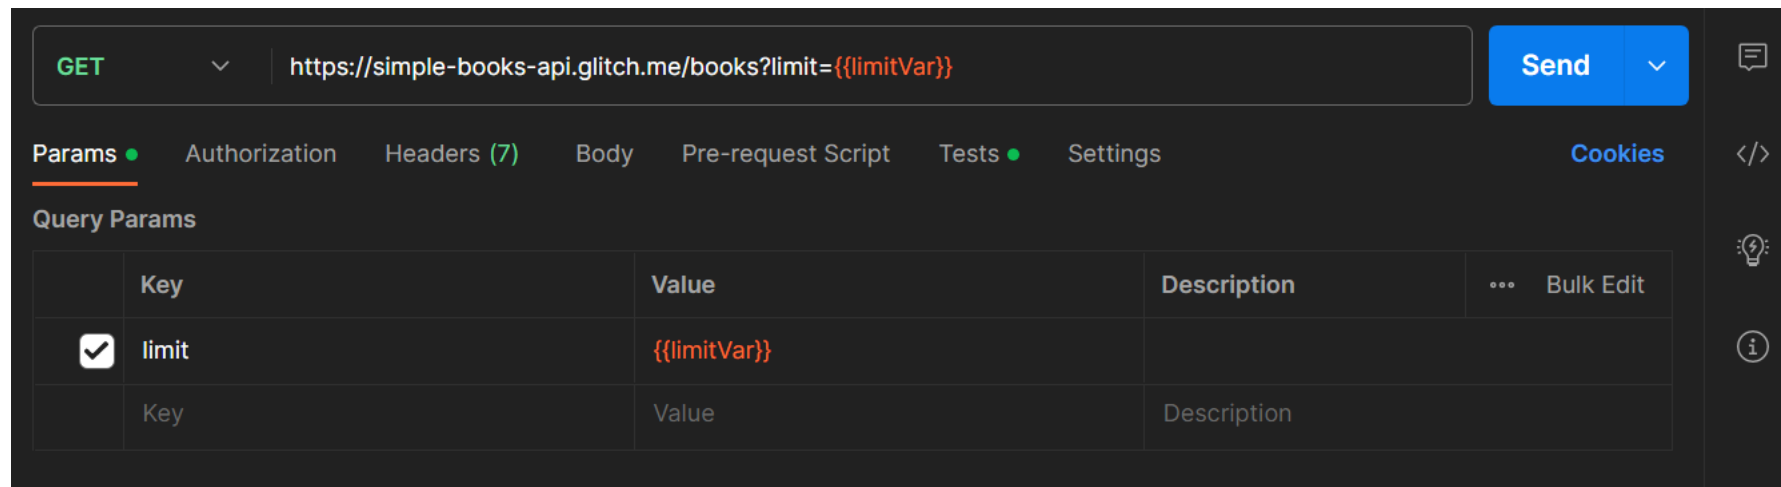 GET https://simple-books-api.glitch.me/books?limit={{limitVar}} Send
Params Authorization Headers (7) Body Pre-request Script Tests Settings Cookies
Query Params
Key Value Description Bulk Edit
limit {{limitVar}}
Key Value Description